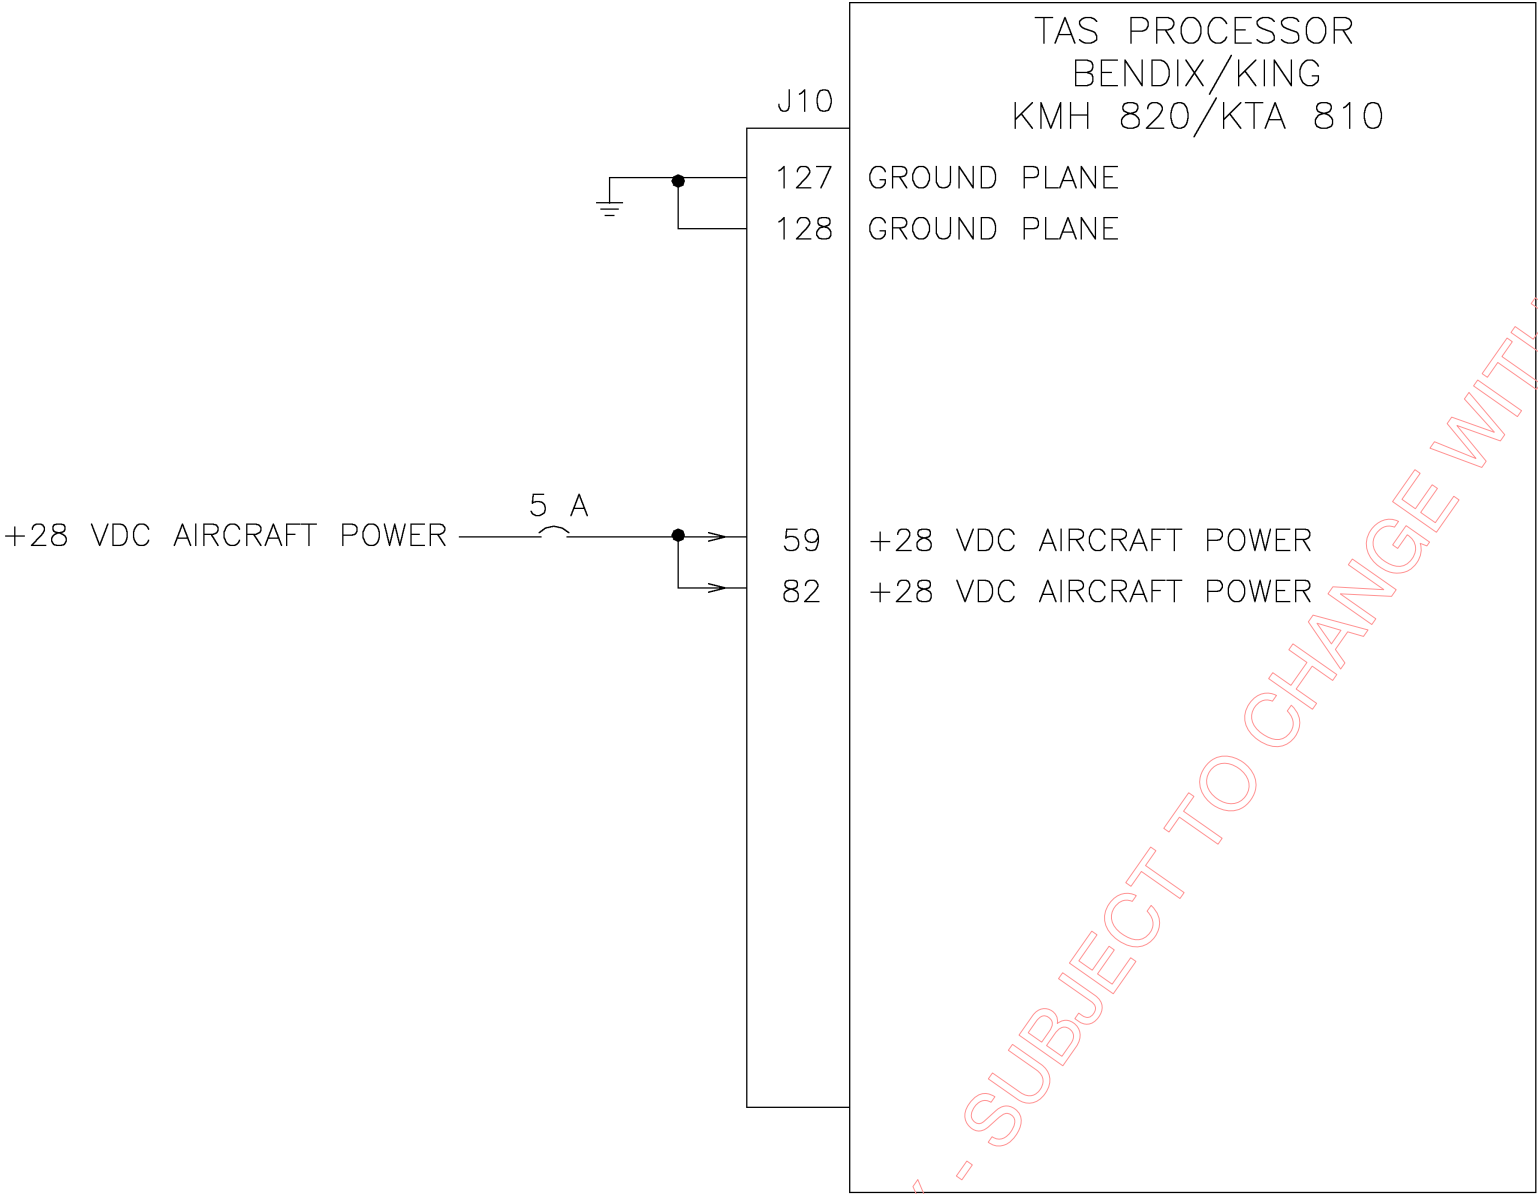 TAS PROCESSOR
BENDIX/KING
KMH 820/KTA 810
J10
127 GROUND PLANE
128 GROUND PLANE
5 A
+28 VDC AIRCRAFT POWER 59 +28 VDC AIRCRAFT POWER
82 +28 VDC AIRCRAFT POWER
- SUBJECT TO CHANGE